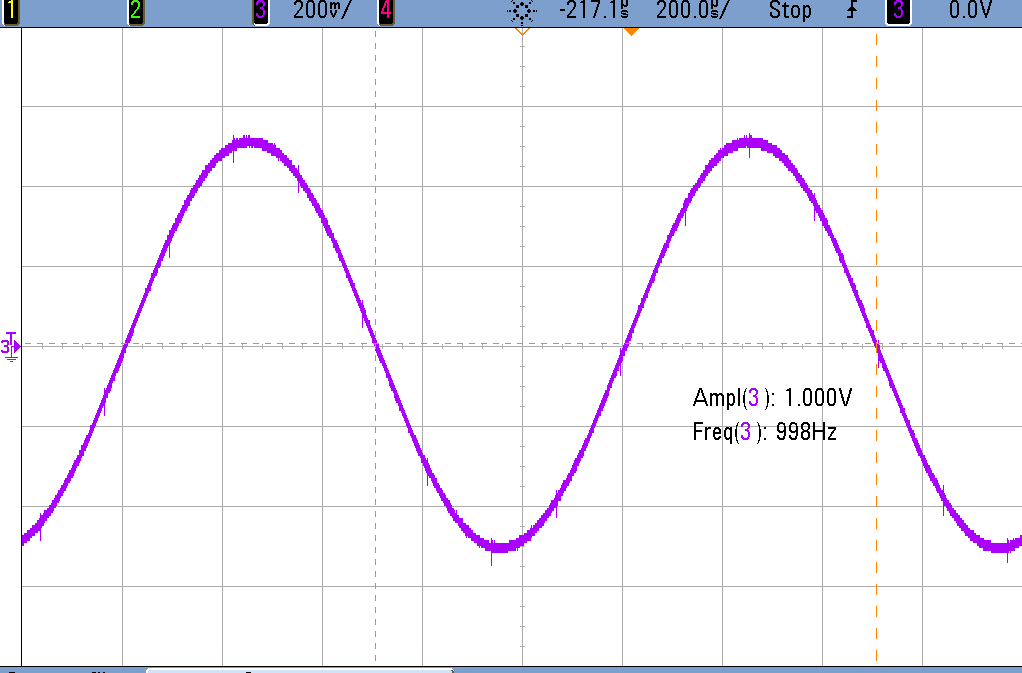 1 2 3 200mV/ 4 -217.1µs 200.0µs/ Stop 3 0.0V
T
3
Ampl(3): 1.000V
Freq(3): 998Hz